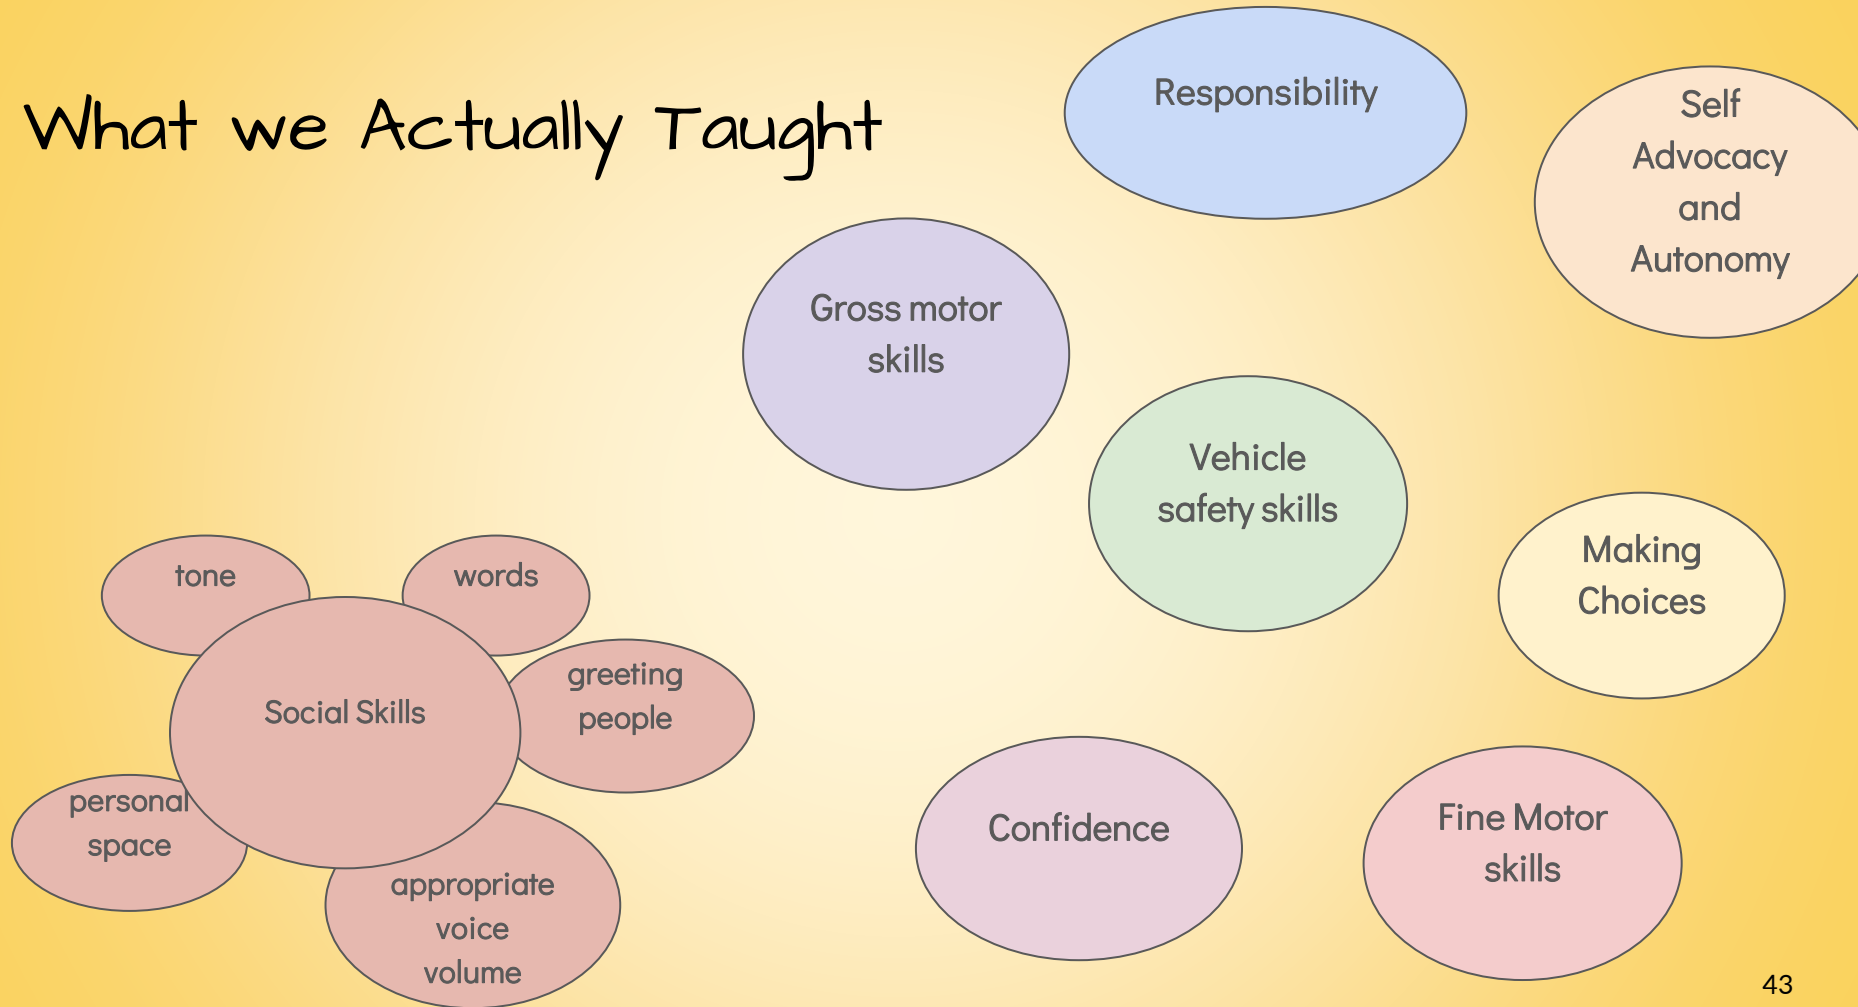 What we Actually Taught
Responsibility
Self
Advocacy
and
Autonomy
Gross motor
skills
Vehicle
safety skills
Making
Choices
tone
words
greeting
people
Social Skills
personal
space
appropriate
voice
volume
Confidence
Fine Motor
skills
43